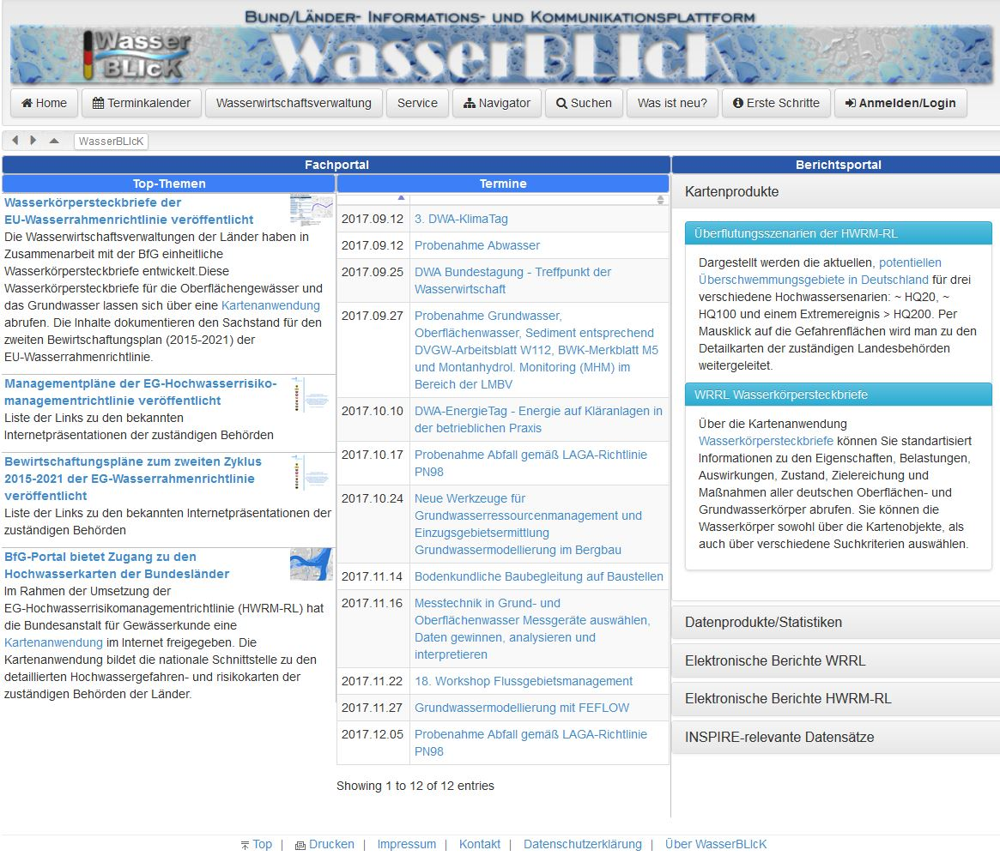 Bund/Länder- Informations- und Kommunikationsplattform
Wasser
BLIcK
WasserBLIcK
Home
Terminkalender
Wasserwirtschaftsverwaltung
Service
Navigator
Suchen
Was ist neu?
Erste Schritte
Anmelden/Login
WasserBLIcK
Fachportal
Top-Themen
Wasserkörpersteckbriefe der
EU-Wasserrahmenrichtlinie veröffentlicht
Die Wasserwirtschaftsverwaltungen der Länder haben in
Zusammenarbeit mit der BfG einheitliche
Wasserkörpersteckbriefe entwickelt.Diese
Wasserkörpersteckbriefe für die Oberflächengewässer und
das Grundwasser lassen sich über eine Kartenanwendung
abrufen. Die Inhalte dokumentieren den Sachstand für den
zweiten Bewirtschaftungsplan (2015-2021) der
EU-Wasserrahmenrichtlinie.
Managementpläne der EG-Hochwasserrisiko-
managementrichtlinie veröffentlicht
Liste der Links zu den bekannten
Internetpräsentationen der zuständigen Behörden
Bewirtschaftungspläne zum zweiten Zyklus
2015-2021 der EG-Wasserrahmenrichtlinie
veröffentlicht
Liste der Links zu den bekannten Internetpräsentationen der
zuständigen Behörden
BfG-Portal bietet Zugang zu den
Hochwasserkarten der Bundesländer
Im Rahmen der Umsetzung der
EG-Hochwasserrisikomanagementrichtlinie (HWRM-RL) hat
die Bundesanstalt für Gewässerkunde eine
Kartenanwendung im Internet freigegeben. Die
Kartenanwendung bildet die nationale Schnittstelle zu den
detaillierten Hochwassergefahren- und risikokarten der
zuständigen Behörden der Länder.
Termine
2017.09.12 3. DWA-KlimaTag
2017.09.12 Probenahme Abwasser
2017.09.25 DWA Bundestagung - Treffpunkt der
Wasserwirtschaft
2017.09.27 Probenahme Grundwasser,
Oberflächenwasser, Sediment entsprechend
DVGW-Arbeitsblatt W112, BWK-Merkblatt M5
und Montanhydrol. Monitoring (MHM) im
Bereich der LMBV
2017.10.10 DWA-EnergieTag - Energie auf Kläranlagen in
der betrieblichen Praxis
2017.10.17 Probenahme Abfall gemäß LAGA-Richtlinie
PN98
2017.10.24 Neue Werkzeuge für
Grundwasserressourcenmanagement und
Einzugsgebietsermittlung
Grundwassermodellierung im Bergbau
2017.11.14 Bodenkundliche Baubegleitung auf Baustellen
2017.11.16 Messtechnik in Grund- und
Oberflächenwasser Messgeräte auswählen,
Daten gewinnen, analysieren und
interpretieren
2017.11.22 18. Workshop Flussgebietsmanagement
2017.11.27 Grundwassermodellierung mit FEFLOW
2017.12.05 Probenahme Abfall gemäß LAGA-Richtlinie
PN98
Showing 1 to 12 of 12 entries
Berichtsportal
Kartenprodukte
Überflutungsszenarien der HWRM-RL
Dargestellt werden die aktuellen, potentiellen
Überschwemmungsgebiete in Deutschland für drei
verschiedene Hochwassersenarien: ~ HQ20, ~
HQ100 und einem Extremereignis > HQ200. Per
Mausklick auf die Gefahrenflächen wird man zu den
Detailkarten der zuständigen Landesbehörden
weitergeleitet.
WRRL Wasserkörpersteckbriefe
Über die Kartenanwendung
Wasserkörpersteckbriefe können Sie standartisiert
Informationen zu den Eigenschaften, Belastungen,
Auswirkungen, Zustand, Zielereichung und
Maßnahmen aller deutschen Oberflächen- und
Grundwasserkörper abrufen. Sie können die
Wasserkörper sowohl über die Kartenobjekte, als
auch über verschiedene Suchkriterien auswählen.
Datenprodukte/Statistiken
Elektronische Berichte WRRL
Elektronische Berichte HWRM-RL
INSPIRE-relevante Datensätze
Top | Drucken | Impressum | Kontakt | Datenschutzerklärung | Über WasserBLIcK